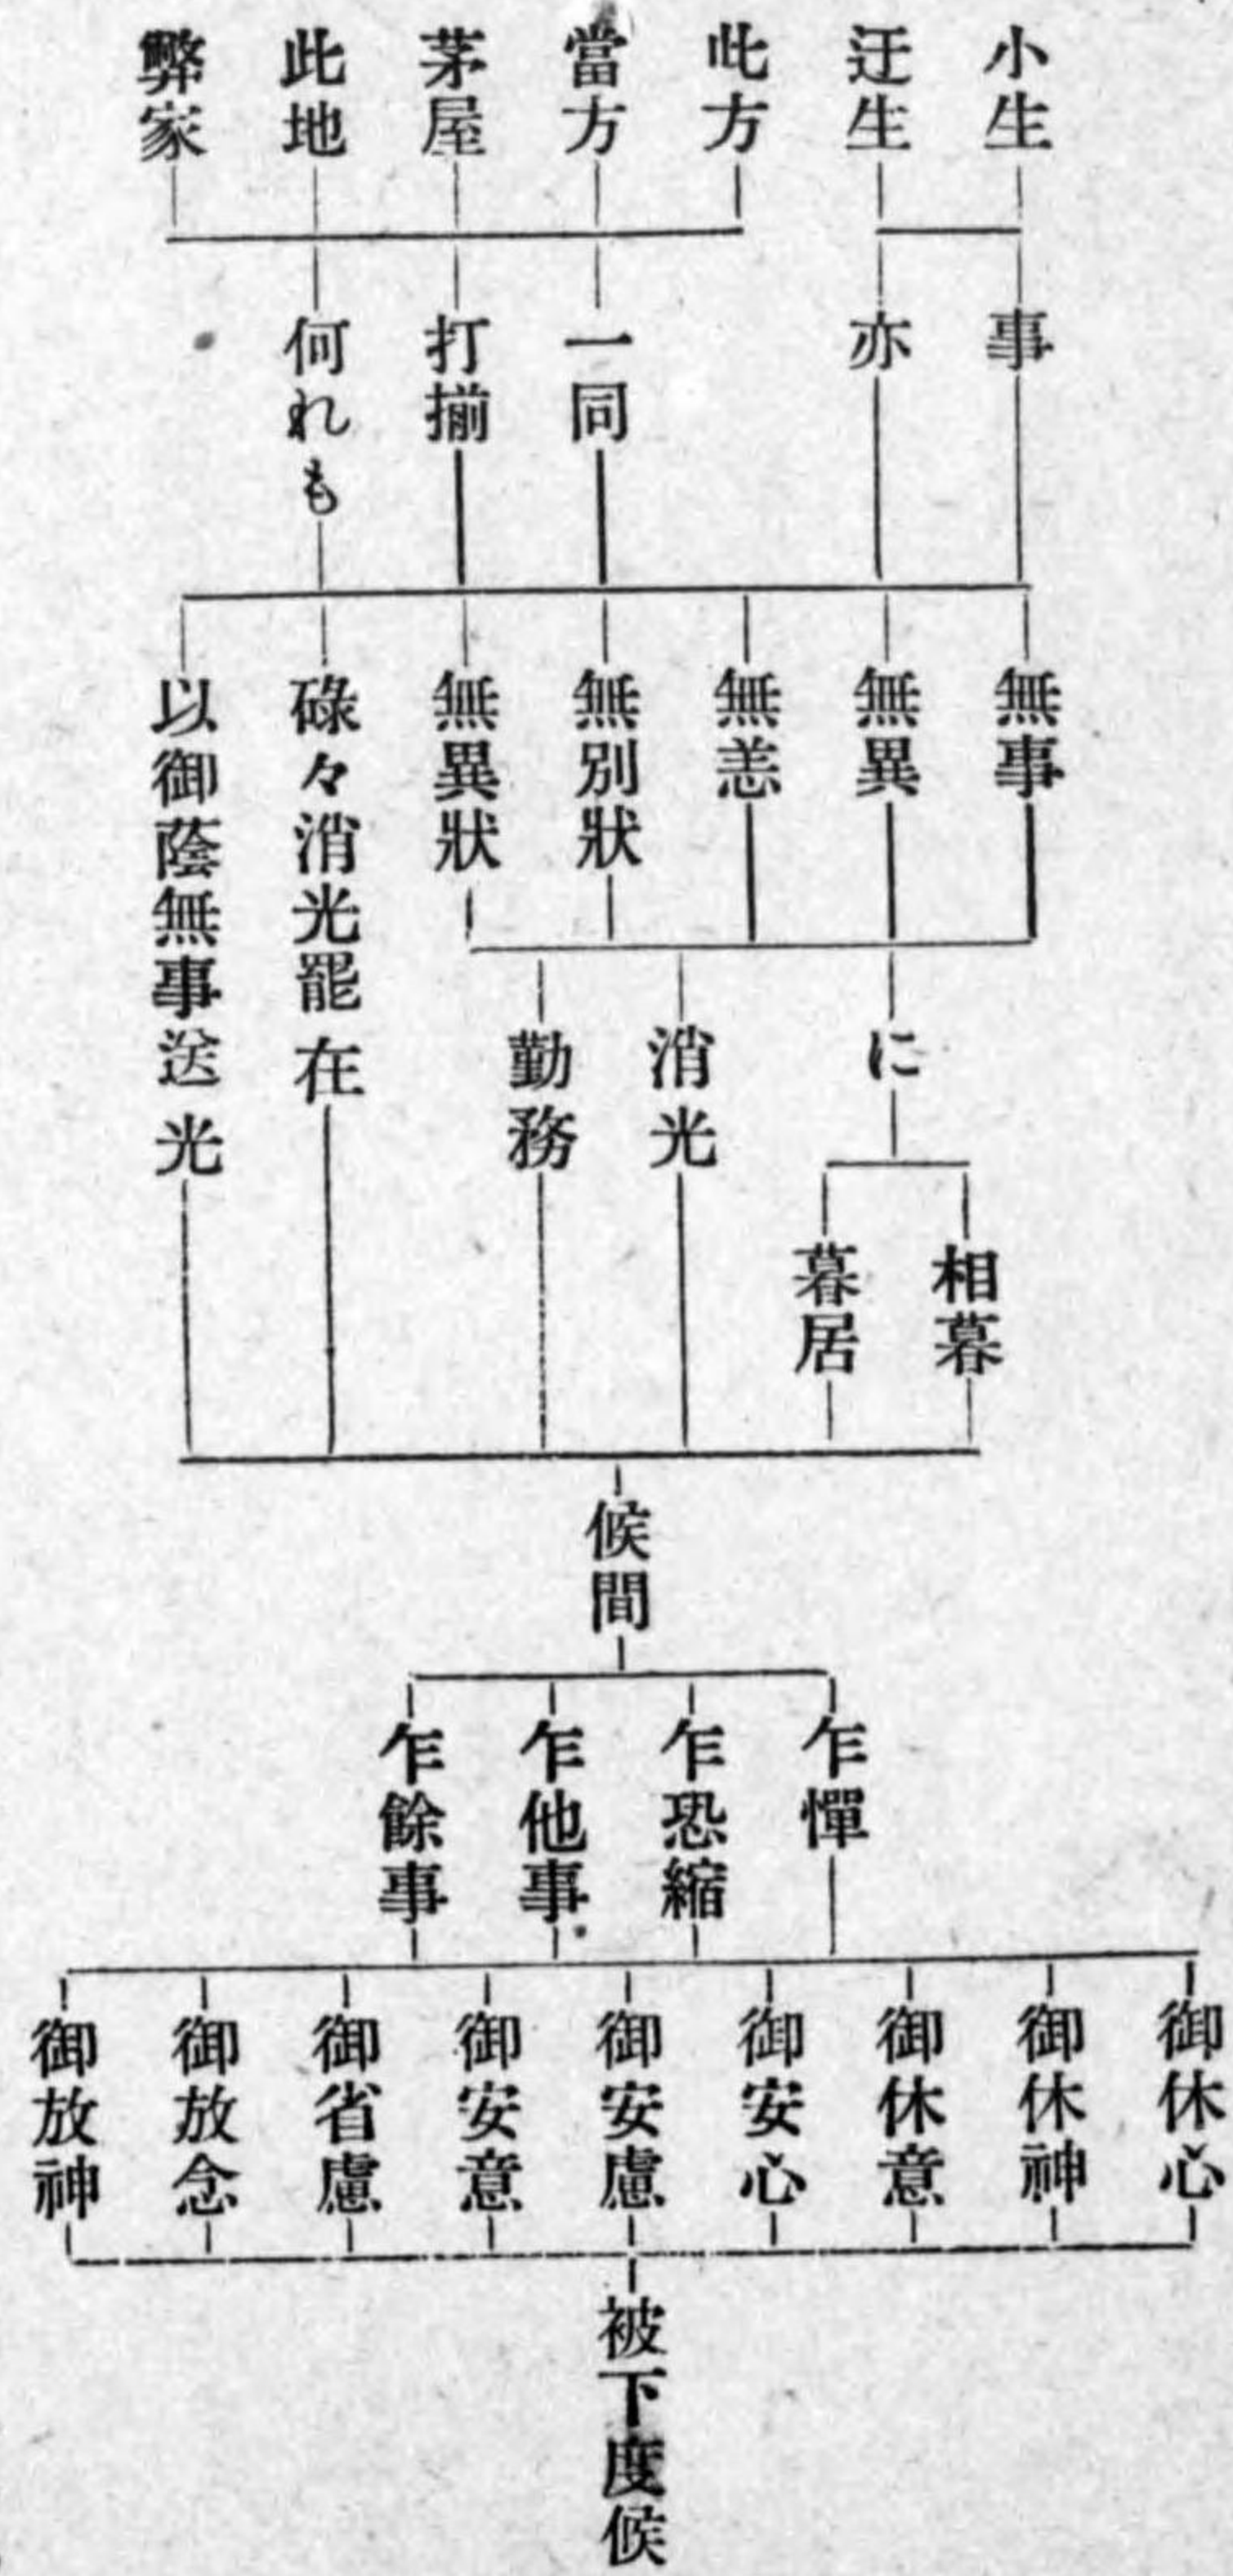 小生
迂生
此方
當方
茅屋
此地
弊家
事
亦
一同
打揃
何れも
無事
無異
無恙
無別狀
無異狀
碌々消光罷在
以御蔭無事送光
に
消光
勤務
相暮
暮居
候間
乍憚
乍恐縮
乍他事
乍餘事
御休心
御休神
御休意
御安心
御安慮
御安意
御省慮
御放念
御放神
被下度候